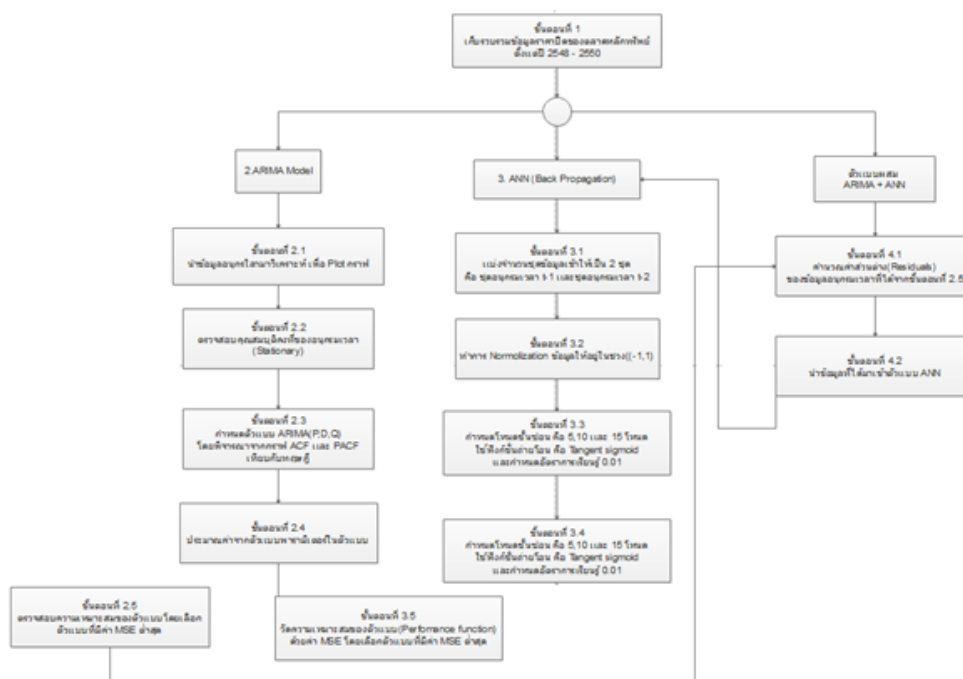 ขั้นตอนที่ 1
เก็บรวบรวมข้อมูลราคาปิดของตลาดหลักทรัพย์
ตั้งแต่ปี 2548 - 2550
2.ARIMA Model
ขั้นตอนที่ 2.1
นำข้อมูลอนุกรมเวลามาวิเคราะห์ เพื่อ Plot กราฟ
ขั้นตอนที่ 2.2
ตรวจสอบคุณสมบัติคงที่ของอนุกรมเวลา
(Stationary)
ขั้นตอนที่ 2.3
กำหนดตัวแบบ ARIMA(P,D,Q)
โดยพิจารณาจากกราฟ ACF และ PACF
เทียบกับทฤษฎี
ขั้นตอนที่ 2.4
ประมาณค่าจากตัวแบบพารามิเตอร์ในตัวแบบ
ขั้นตอนที่ 2.5
ตรวจสอบความเหมาะสมของตัวแบบโดยเลือก
ตัวแบบที่มีค่า MSE ต่ำสุด
3. ANN (Back Propagation)
ขั้นตอนที่ 3.1
แบ่งจำนวนชุดข้อมูลเข้าให้เป็น 2 ชุด
คือ ชุดอนุกรมเวลา t-1 และชุดอนุกรมเวลา t-2
ขั้นตอนที่ 3.2
ทำการ Normolization ข้อมูลให้อยู่ในช่วง((-1,1)
ขั้นตอนที่ 3.3
กำหนดโหนดชั้นซ่อน คือ 5,10 และ 15 โหนด
ใช้ฟังก์ชั่นถ่ายโอน คือ Tangent sigmoid
และกำหนดอัตราการเรียนรู้ 0.01
ขั้นตอนที่ 3.4
กำหนดโหนดชั้นซ่อน คือ 5,10 และ 15 โหนด
ใช้ฟังก์ชั่นถ่ายโอน คือ Tangent sigmoid
และกำหนดอัตราการเรียนรู้ 0.01
ขั้นตอนที่ 3.5
วัดความเหมาะสมของตัวแบบ(Perfomance function)
ด้วยค่า MSE โดยเลือกตัวแบบที่มีค่า MSE ต่ำสุด
ตัวแบบผสม
ARIMA + ANN
ขั้นตอนที่ 4.1
คำนวณค่าส่วนต่าง(Residuals)
ของข้อมูลอนุกรมเวลาที่ได้จากขั้นตอนที่ 2.5
ขั้นตอนที่ 4.2
นำข้อมูลที่ได้มาเข้าตัวแบบ ANN